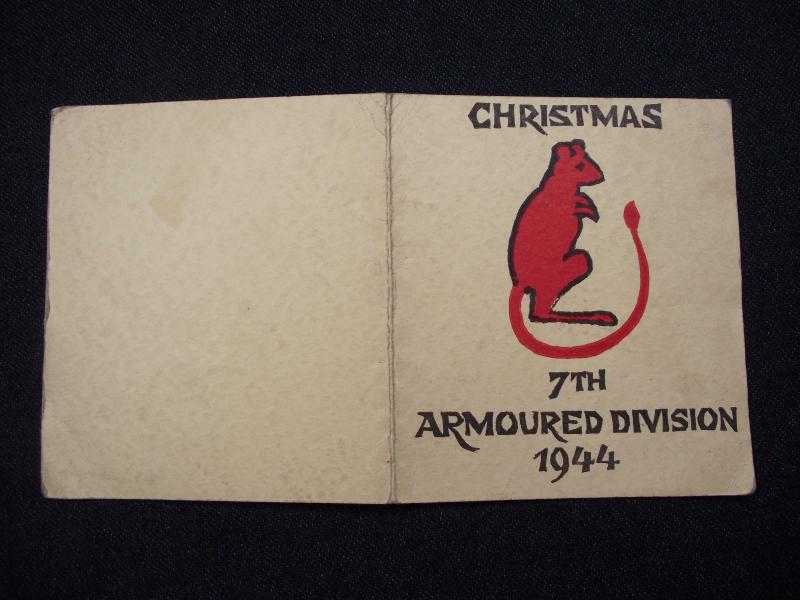 CHRISTMAS
7TH
ARMOURED DIVISION
1944